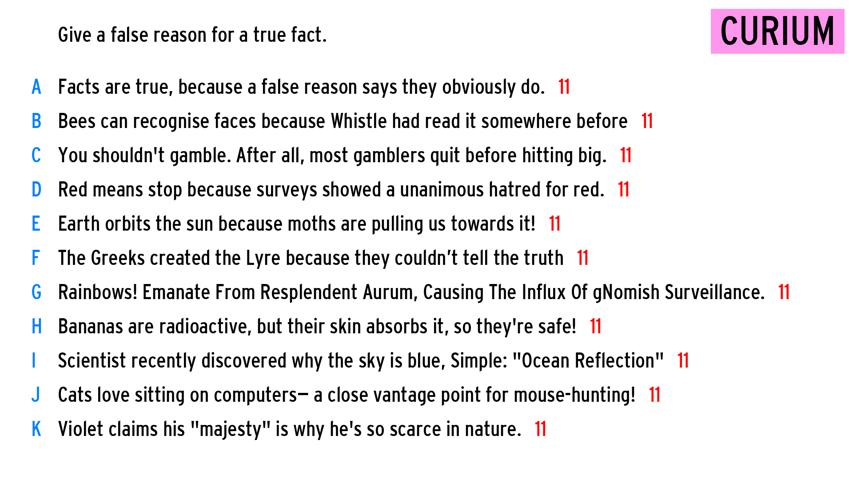 Give a false reason for a true fact.
CURIUM
A Facts are true, because a false reason says they obviously do. 11
B Bees can recognise faces because Whistle had read it somewhere before 11
C You shouldn't gamble. After all, most gamblers quit before hitting big. 11
D Red means stop because surveys showed a unanimous hatred for red. 11
E Earth orbits the sun because moths are pulling us towards it! 11
F The Greeks created the Lyre because they couldn’t tell the truth 11
G Rainbows! Emanate From Resplendent Aurum, Causing The Influx Of gNomish Surveillance. 11
H Bananas are radioactive, but their skin absorbs it, so they're safe! 11
I Scientist recently discovered why the sky is blue, Simple: "Ocean Reflection" 11
J Cats love sitting on computers— a close vantage point for mouse-hunting! 11
K Violet claims his "majesty" is why he's so scarce in nature. 11